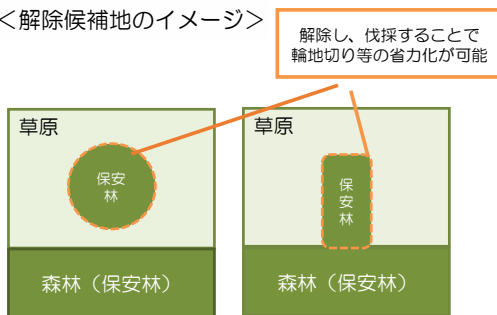 ＜解除候補地のイメージ＞
解除し、伐採することで
輪地切り等の省力化が可能
草原
保安
林
森林（保安林）
草原
保
安
林
森林（保安林）